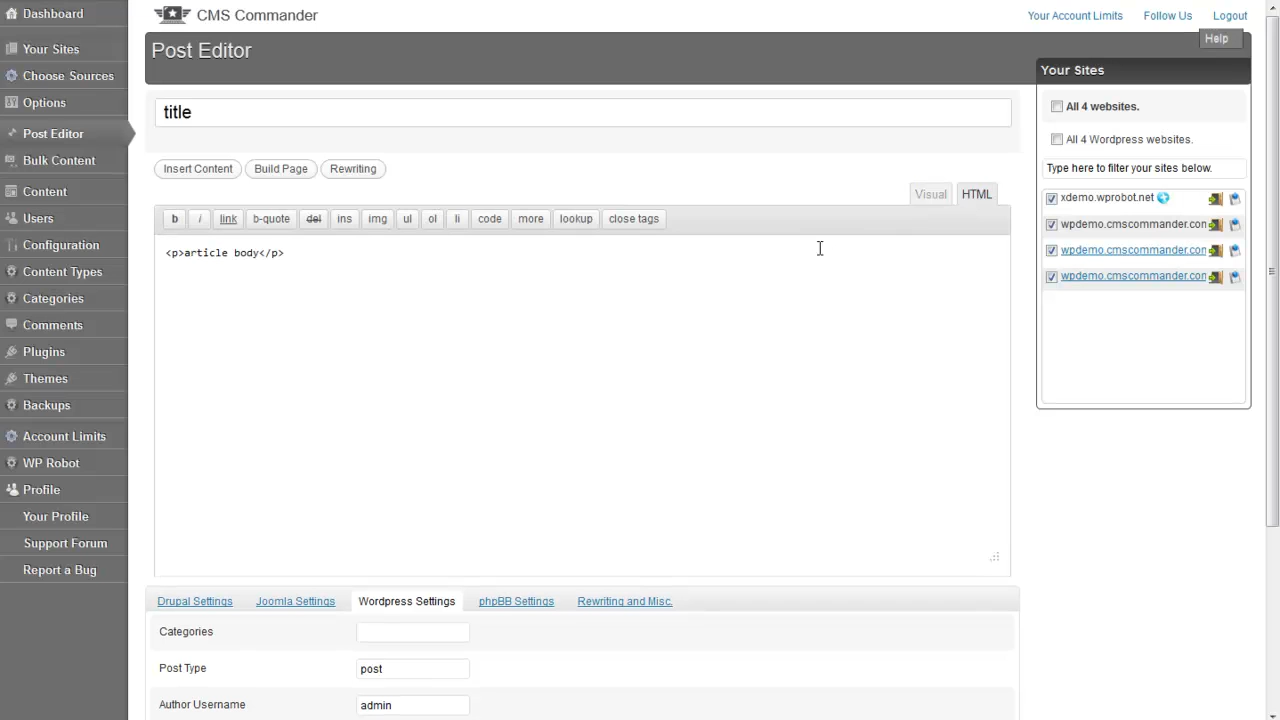 Dashboard
Your Sites
Choose Sources
Options
Post Editor
Bulk Content
Content
Users
Configuration
Content Types
Categories
Comments
Plugins
Themes
Backups
Account Limits
WP Robot
Profile
Your Profile
Support Forum
Report a Bug
CMS Commander
Your Account Limits Follow Us Logout
Help
Post Editor
title
Insert Content Build Page Rewriting
Visual HTML
b i link b-quote del ins img ul ol li code more lookup close tags
<p>article body</p>
Drupal Settings Joomla Settings Wordpress Settings phpBB Settings Rewriting and Misc.
Categories
Post Type post
Author Username admin
Your Sites
All 4 websites.
All 4 Wordpress websites.
Type here to filter your sites below.
xdemo.wprobot.net
wpdemo.cmscommander.con
wpdemo.cmscommander.con
wpdemo.cmscommander.con